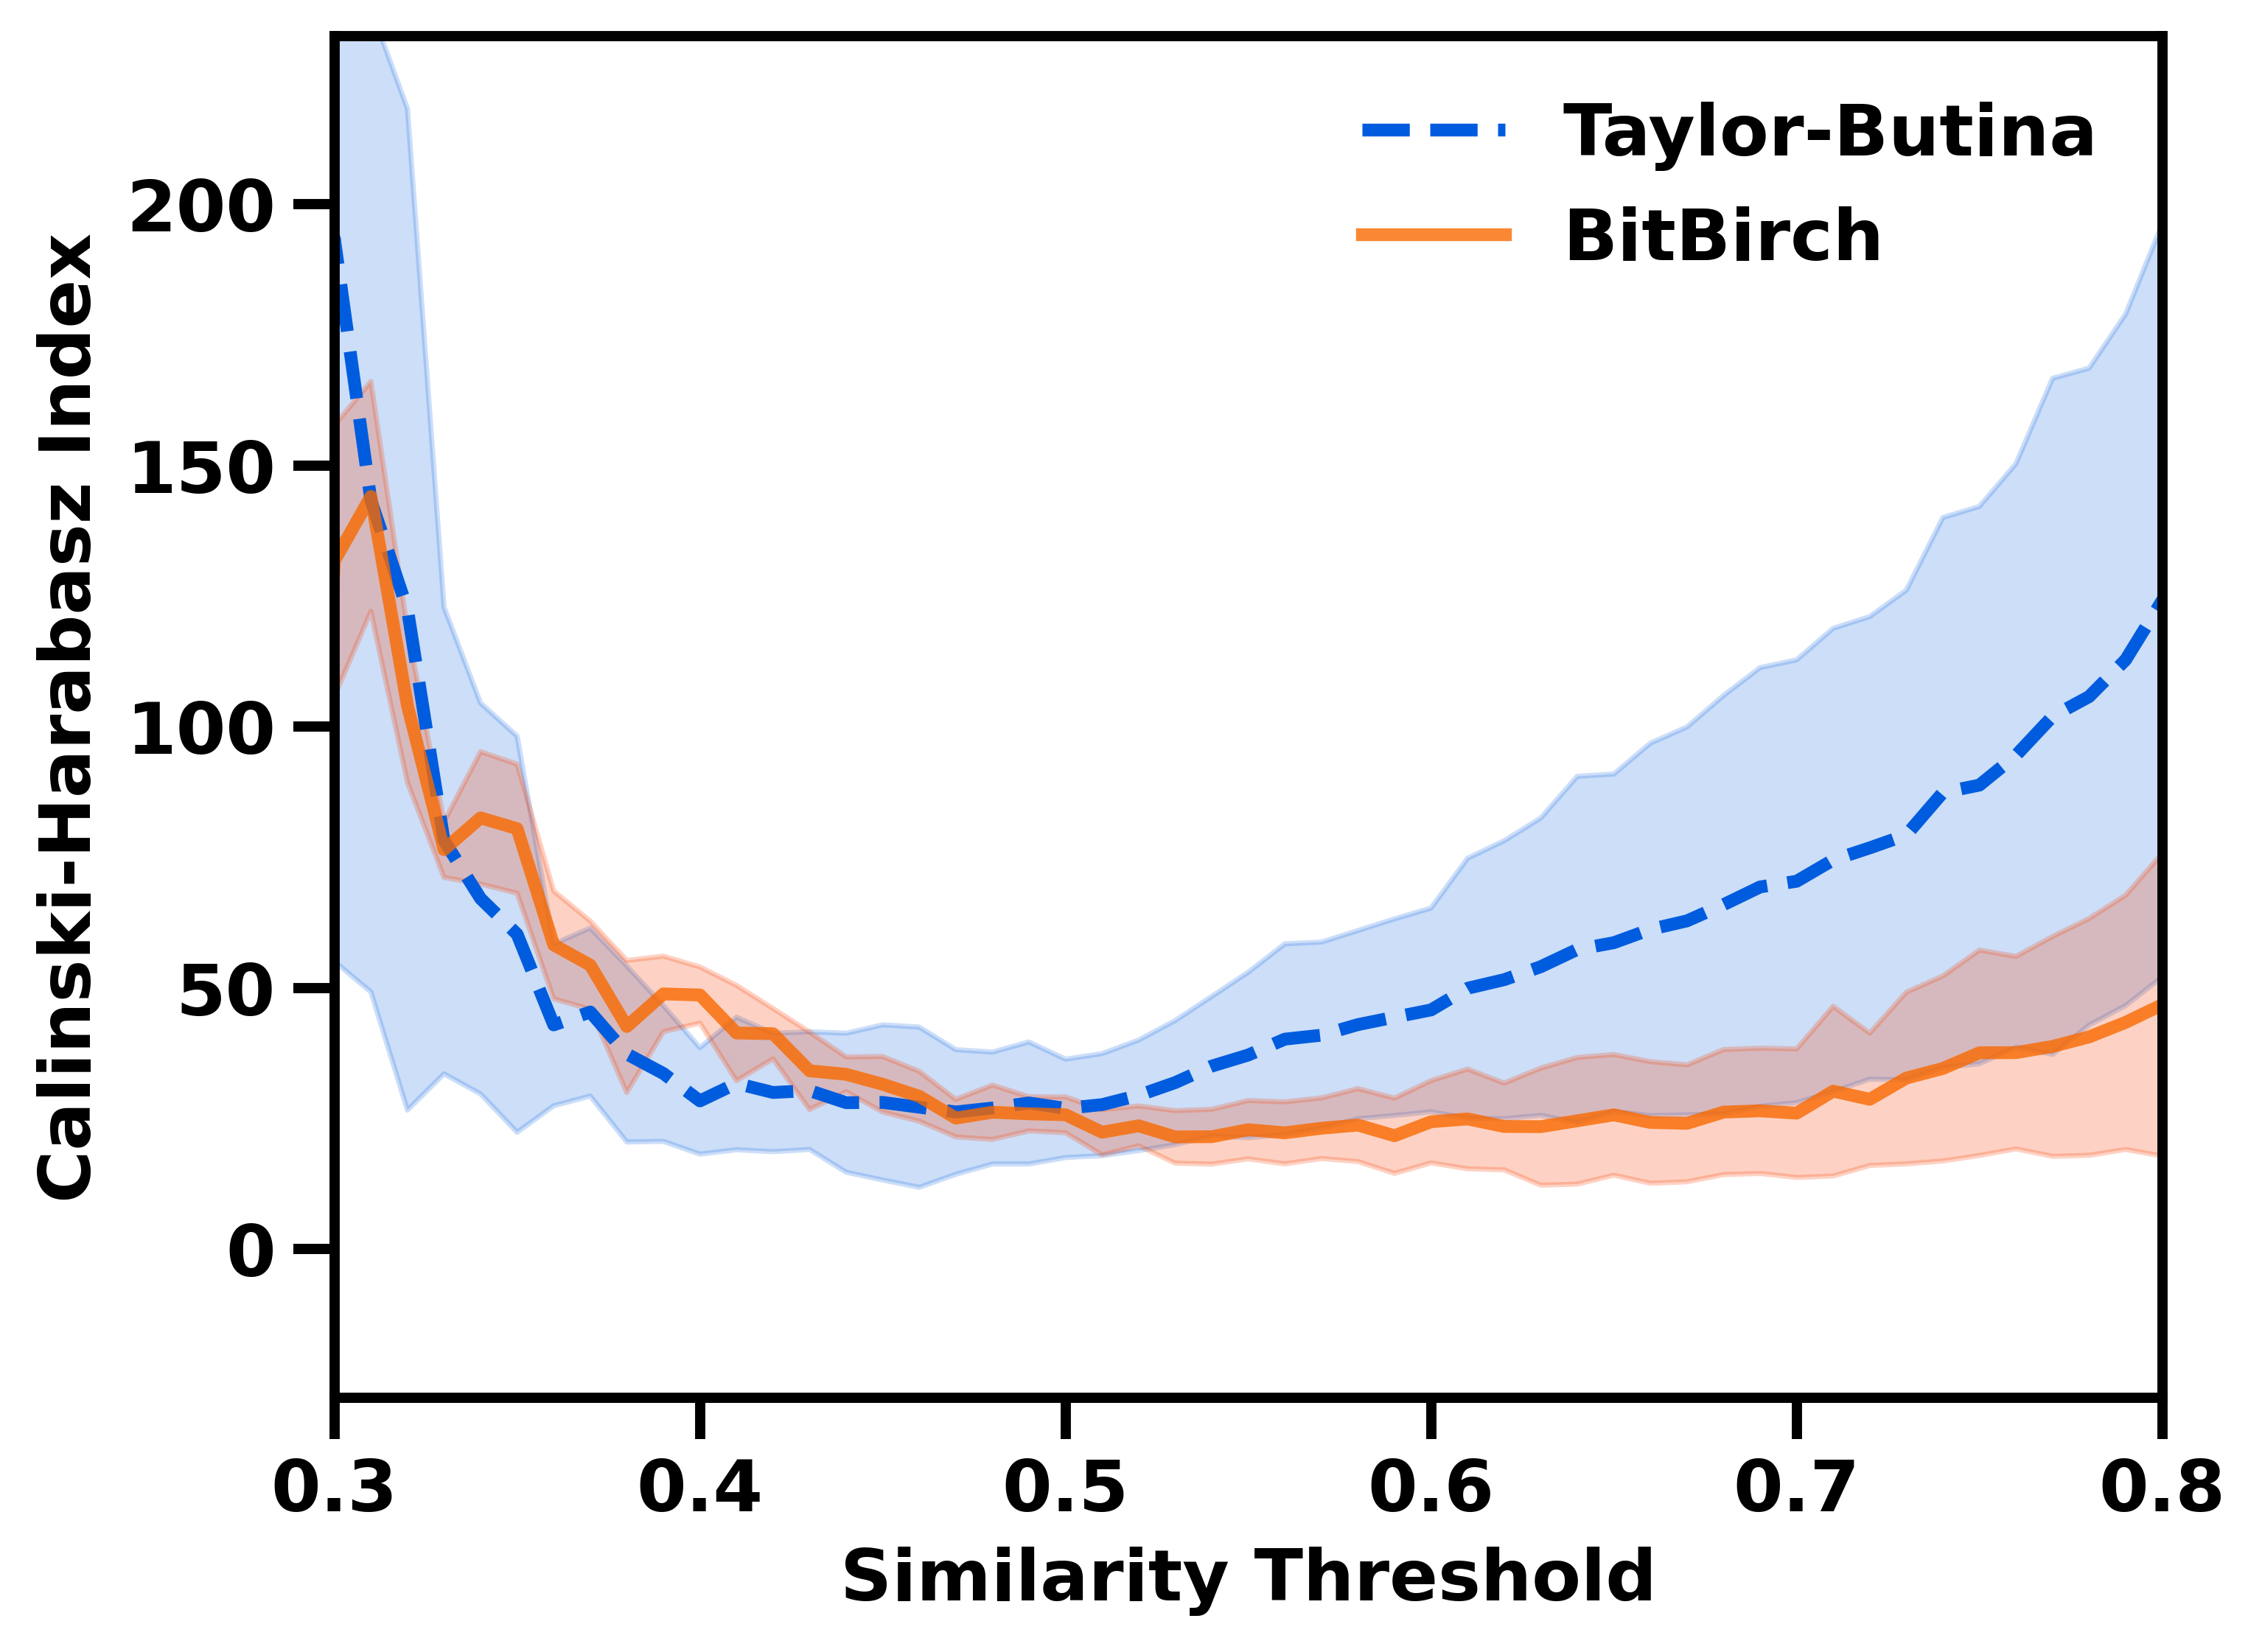 Taylor-Butina
BitBirch
Calinski-Harabasz Index
200
150
100
50
0
0.3 0.4 0.5 0.6 0.7 0.8
Similarity Threshold